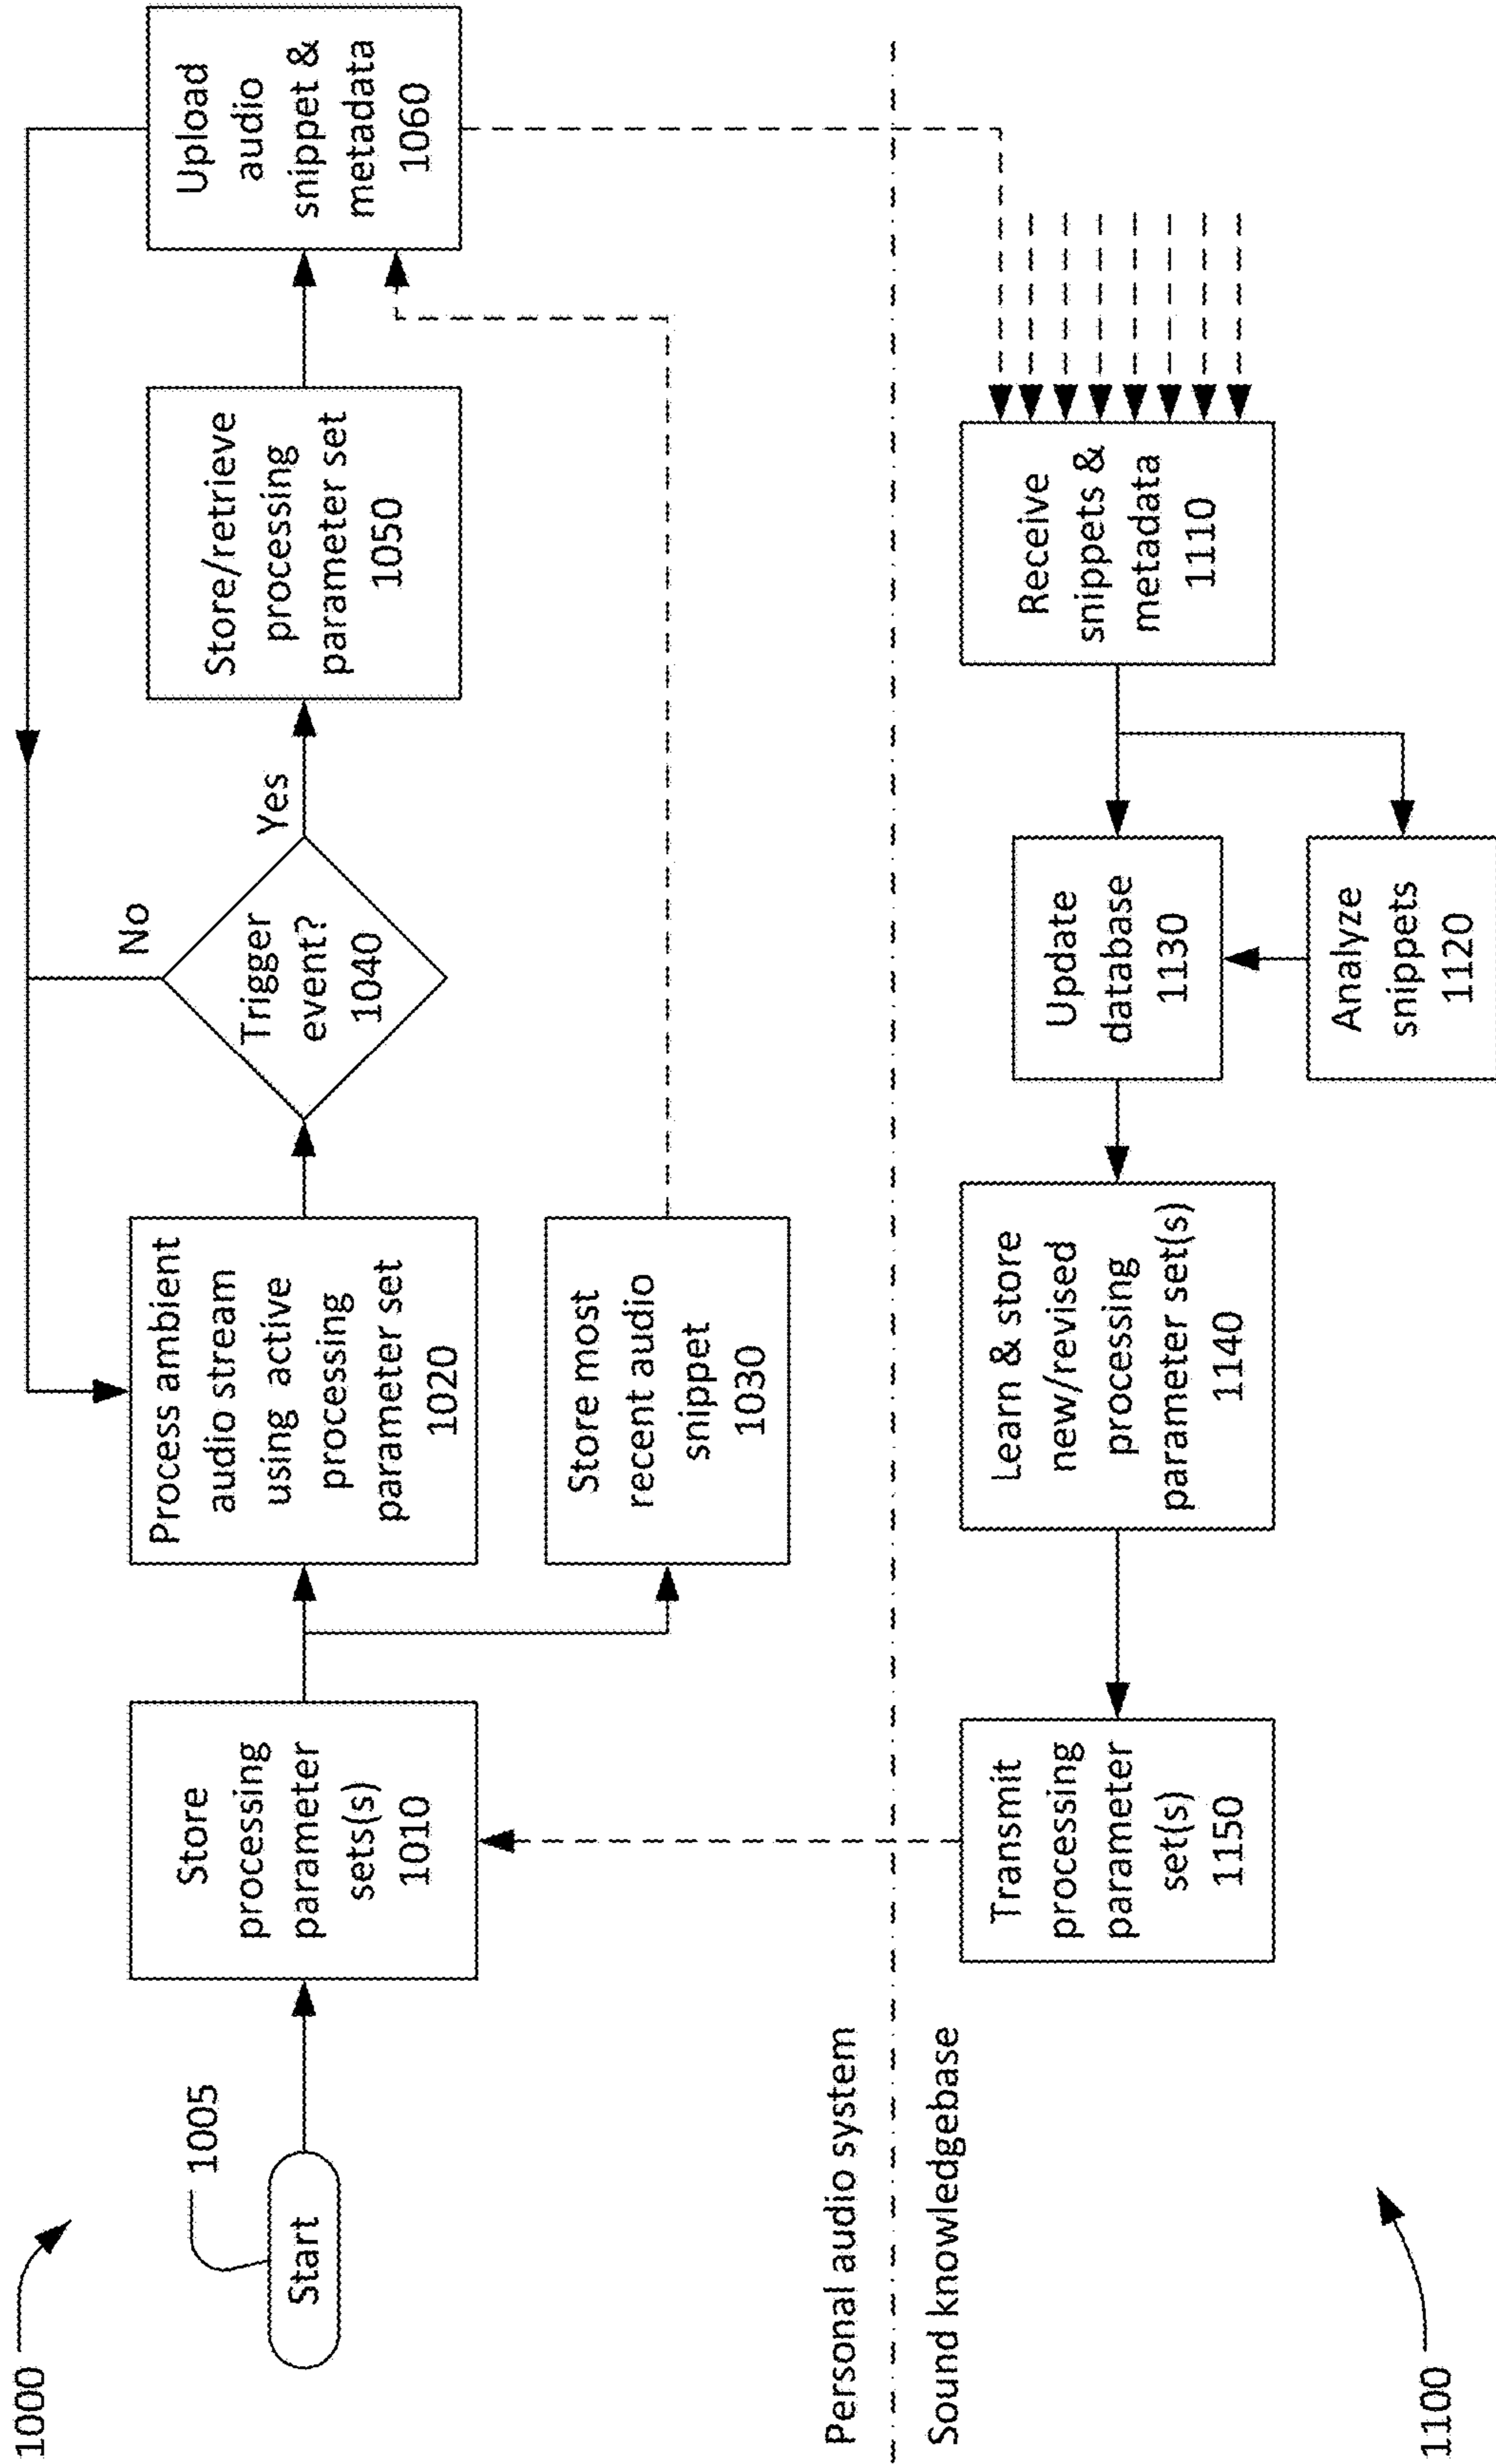 1000
1005
Start
Store
processing
parameter
sets(s)
1010
Process ambient
audio stream
using active
processing
parameter set
1020
Store most
recent audio
snippet
1030
Trigger
event?
1040
No
Yes
Store/retrieve
processing
parameter set
1050
Upload
audio
snippet &
metadata
1060
Personal audio system
Sound knowledgebase
Transmit
processing
parameter
set(s)
1150
Learn & store
new/revised
processing
parameter set(s)
1140
Update
database
1130
Analyze
snippets
1120
Receive
snippets &
metadata
1110
1100